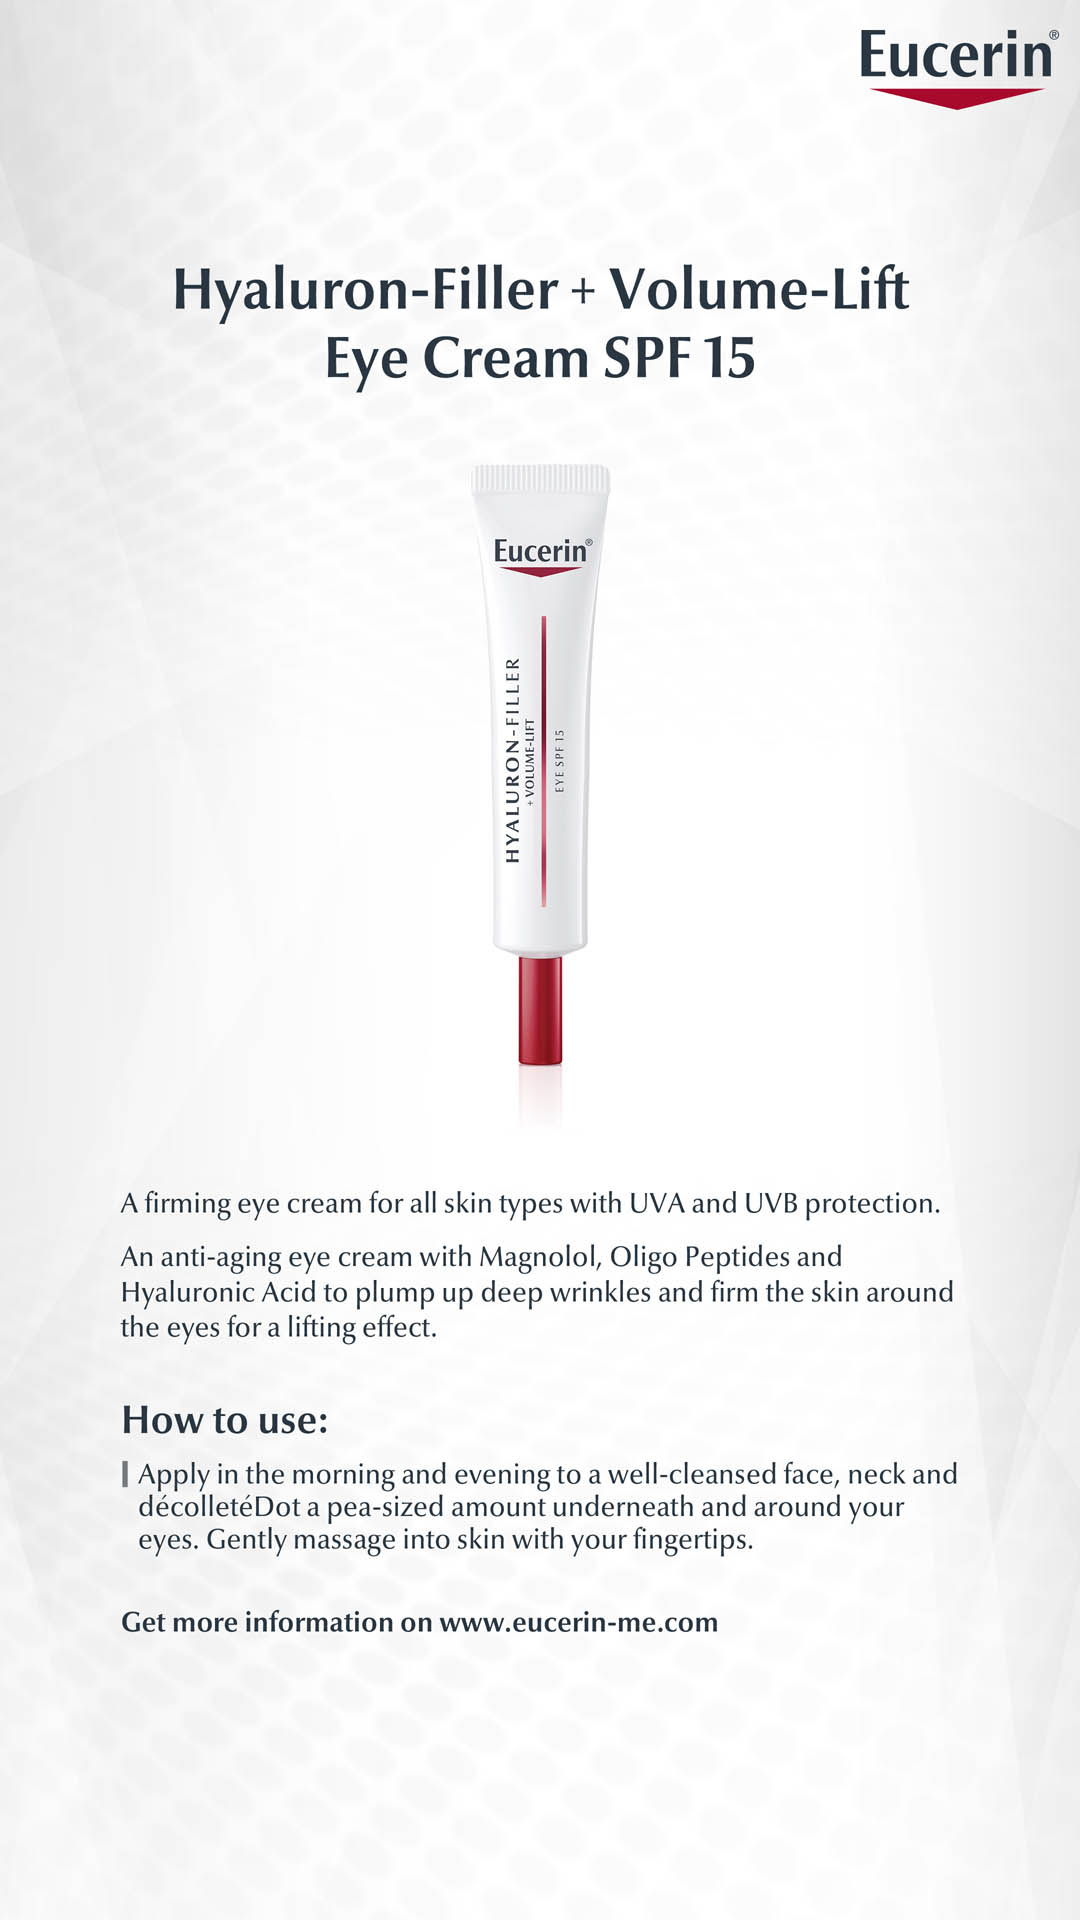 Eucerin®
Hyaluron-Filler + Volume-Lift
Eye Cream SPF 15
Eucerin®
HYALURON-FILLER
+ VOLUME-LIFT
EYE SPF 15
A firming eye cream for all skin types with UVA and UVB protection.
An anti-aging eye cream with Magnolol, Oligo Peptides and
Hyaluronic Acid to plump up deep wrinkles and firm the skin around
the eyes for a lifting effect.
How to use:
Apply in the morning and evening to a well-cleansed face, neck and
décolletéDot a pea-sized amount underneath and around your
eyes. Gently massage into skin with your fingertips.
Get more information on www.eucerin-me.com